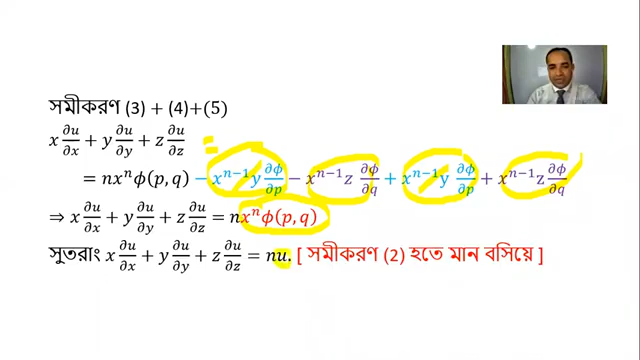 সমীকরণ (3) + (4)+(5)
x ∂u/∂x + y ∂u/∂y + z ∂u/∂z
= nxⁿϕ(p, q) − xⁿ⁻¹y ∂ϕ/∂p − xⁿ⁻¹z ∂ϕ/∂q + xⁿ⁻¹y ∂ϕ/∂p + xⁿ⁻¹z ∂ϕ/∂q
⇒ x ∂u/∂x + y ∂u/∂y + z ∂u/∂z = nxⁿϕ(p, q)
সুতরাং x ∂u/∂x + y ∂u/∂y + z ∂u/∂z = nu. [ সমীকরণ (2) হতে মান বসিয়ে ]